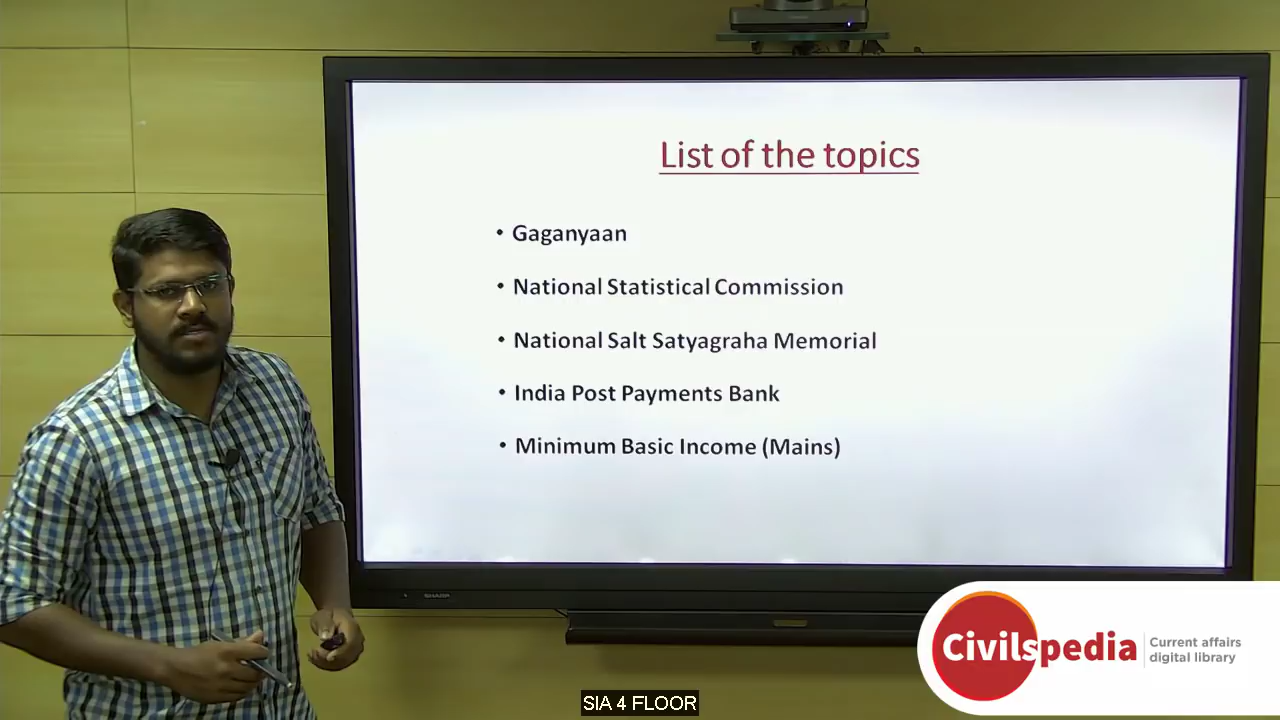 List of the topics
• Gaganyaan
• National Statistical Commission
• National Salt Satyagraha Memorial
• India Post Payments Bank
• Minimum Basic Income (Mains)
SHARP
Civilspedia
Current affairs
digital library
SIA 4 FLOOR